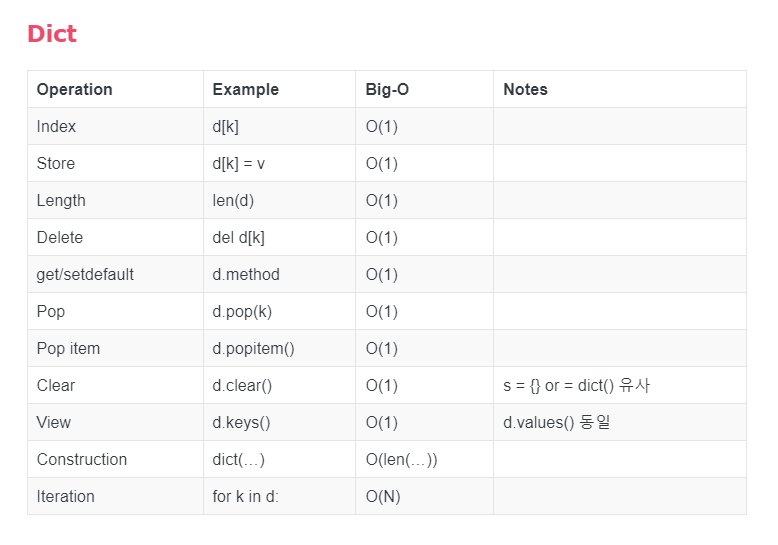 Dict
Operation Example Big-O Notes
Index d[k] O(1)
Store d[k] = v O(1)
Length len(d) O(1)
Delete del d[k] O(1)
get/setdefault d.method O(1)
Pop d.pop(k) O(1)
Pop item d.popitem() O(1)
Clear d.clear() O(1) s = {} or = dict() 유사
View d.keys() O(1) d.values() 동일
Construction dict(…) O(len(…))
Iteration for k in d: O(N)